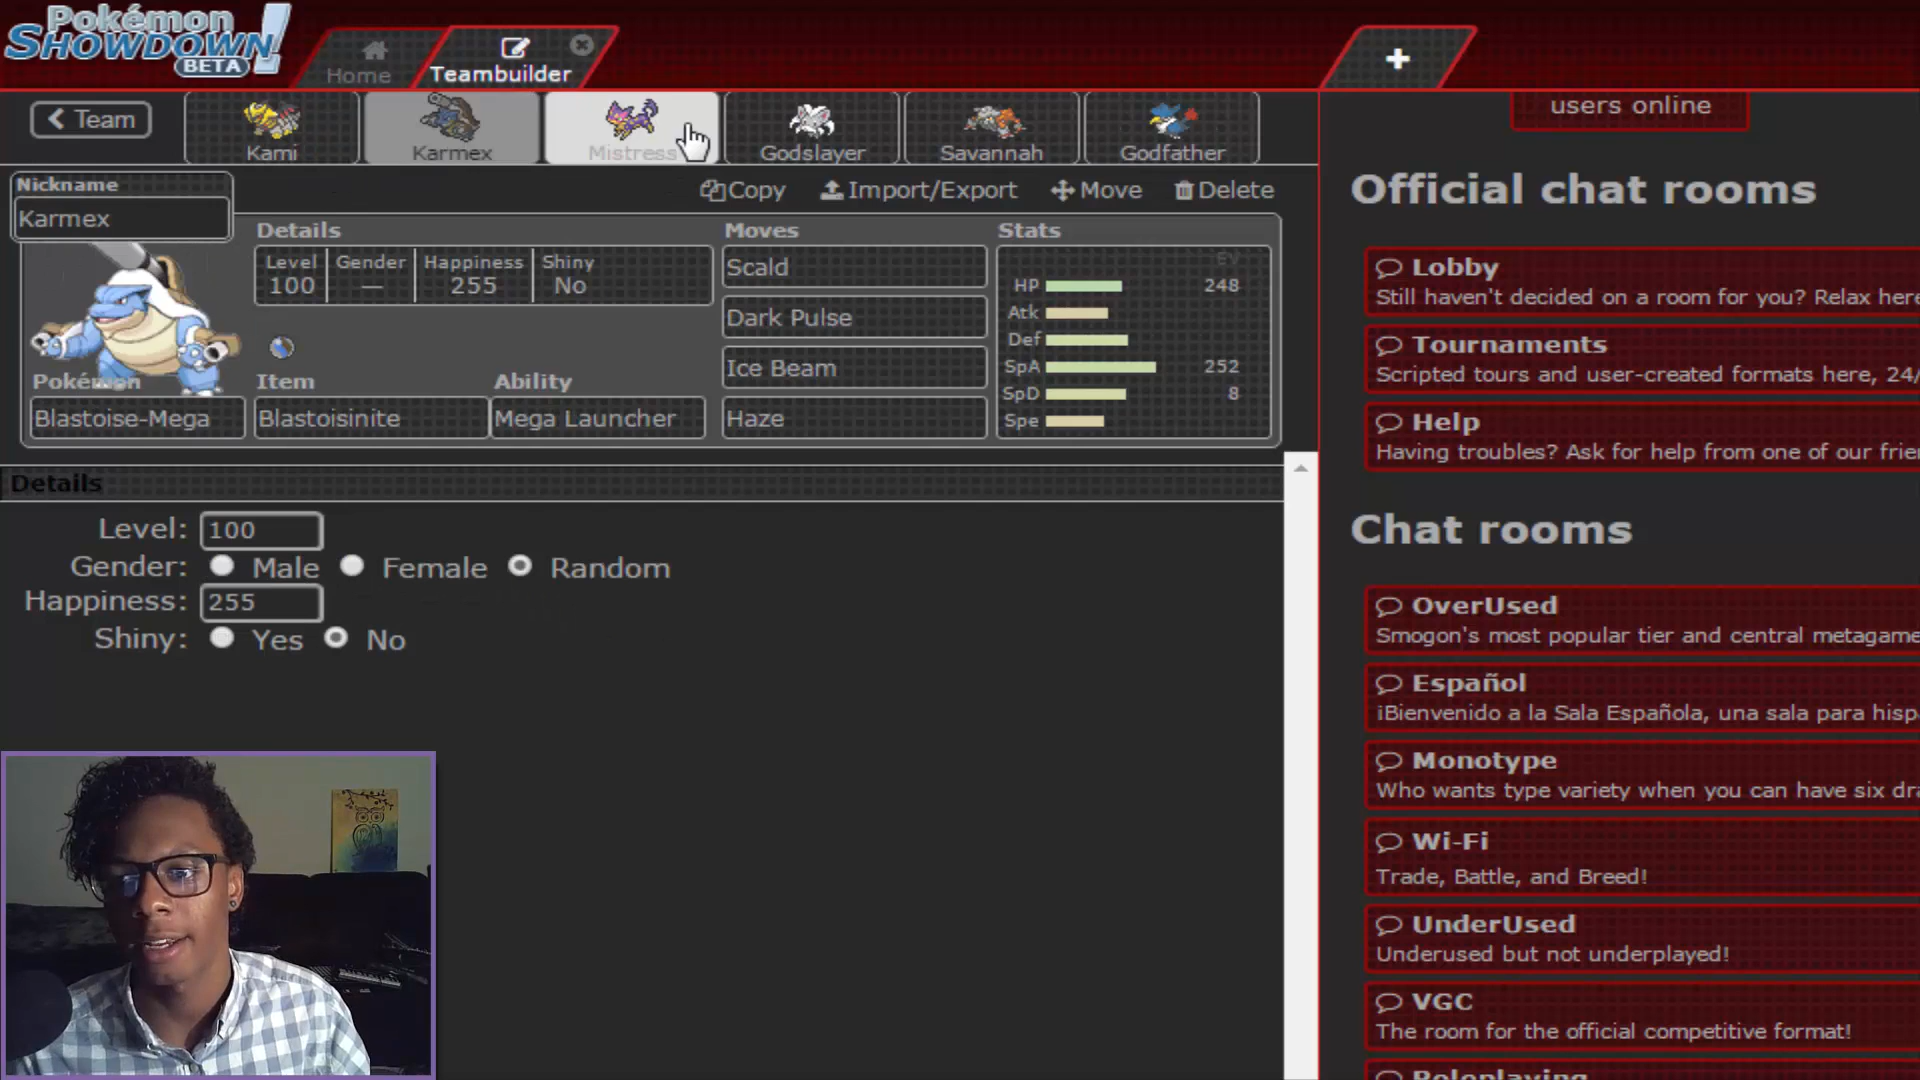 Pokémon
SHOWDOWN!
BETA
Home
Teambuilder
+
Team
Kami
Karmex
Mistress
Godslayer
Savannah
Godfather
users online
Nickname
Karmex
Copy
Import/Export
Move
Delete
Official chat rooms
Details
Moves
Stats
Level
Gender
Happiness
Shiny
100
—
255
No
Scald
Dark Pulse
Ice Beam
Haze
EV
HP 248
Atk
Def
SpA 252
SpD 8
Spe
Pokémon
Item
Ability
Blastoise-Mega
Blastoisinite
Mega Launcher
Lobby
Still haven't decided on a room for you? Relax here
Tournaments
Scripted tours and user-created formats here, 24/
Help
Having troubles? Ask for help from one of our frie
Details
Level: 100
Gender: Male Female Random
Happiness: 255
Shiny: Yes No
Chat rooms
OverUsed
Smogon's most popular tier and central metagame
Español
¡Bienvenido a la Sala Española, una sala para hisp
Monotype
Who wants type variety when you can have six dra
Wi-Fi
Trade, Battle, and Breed!
UnderUsed
Underused but not underplayed!
VGC
The room for the official competitive format!
Roleplaying